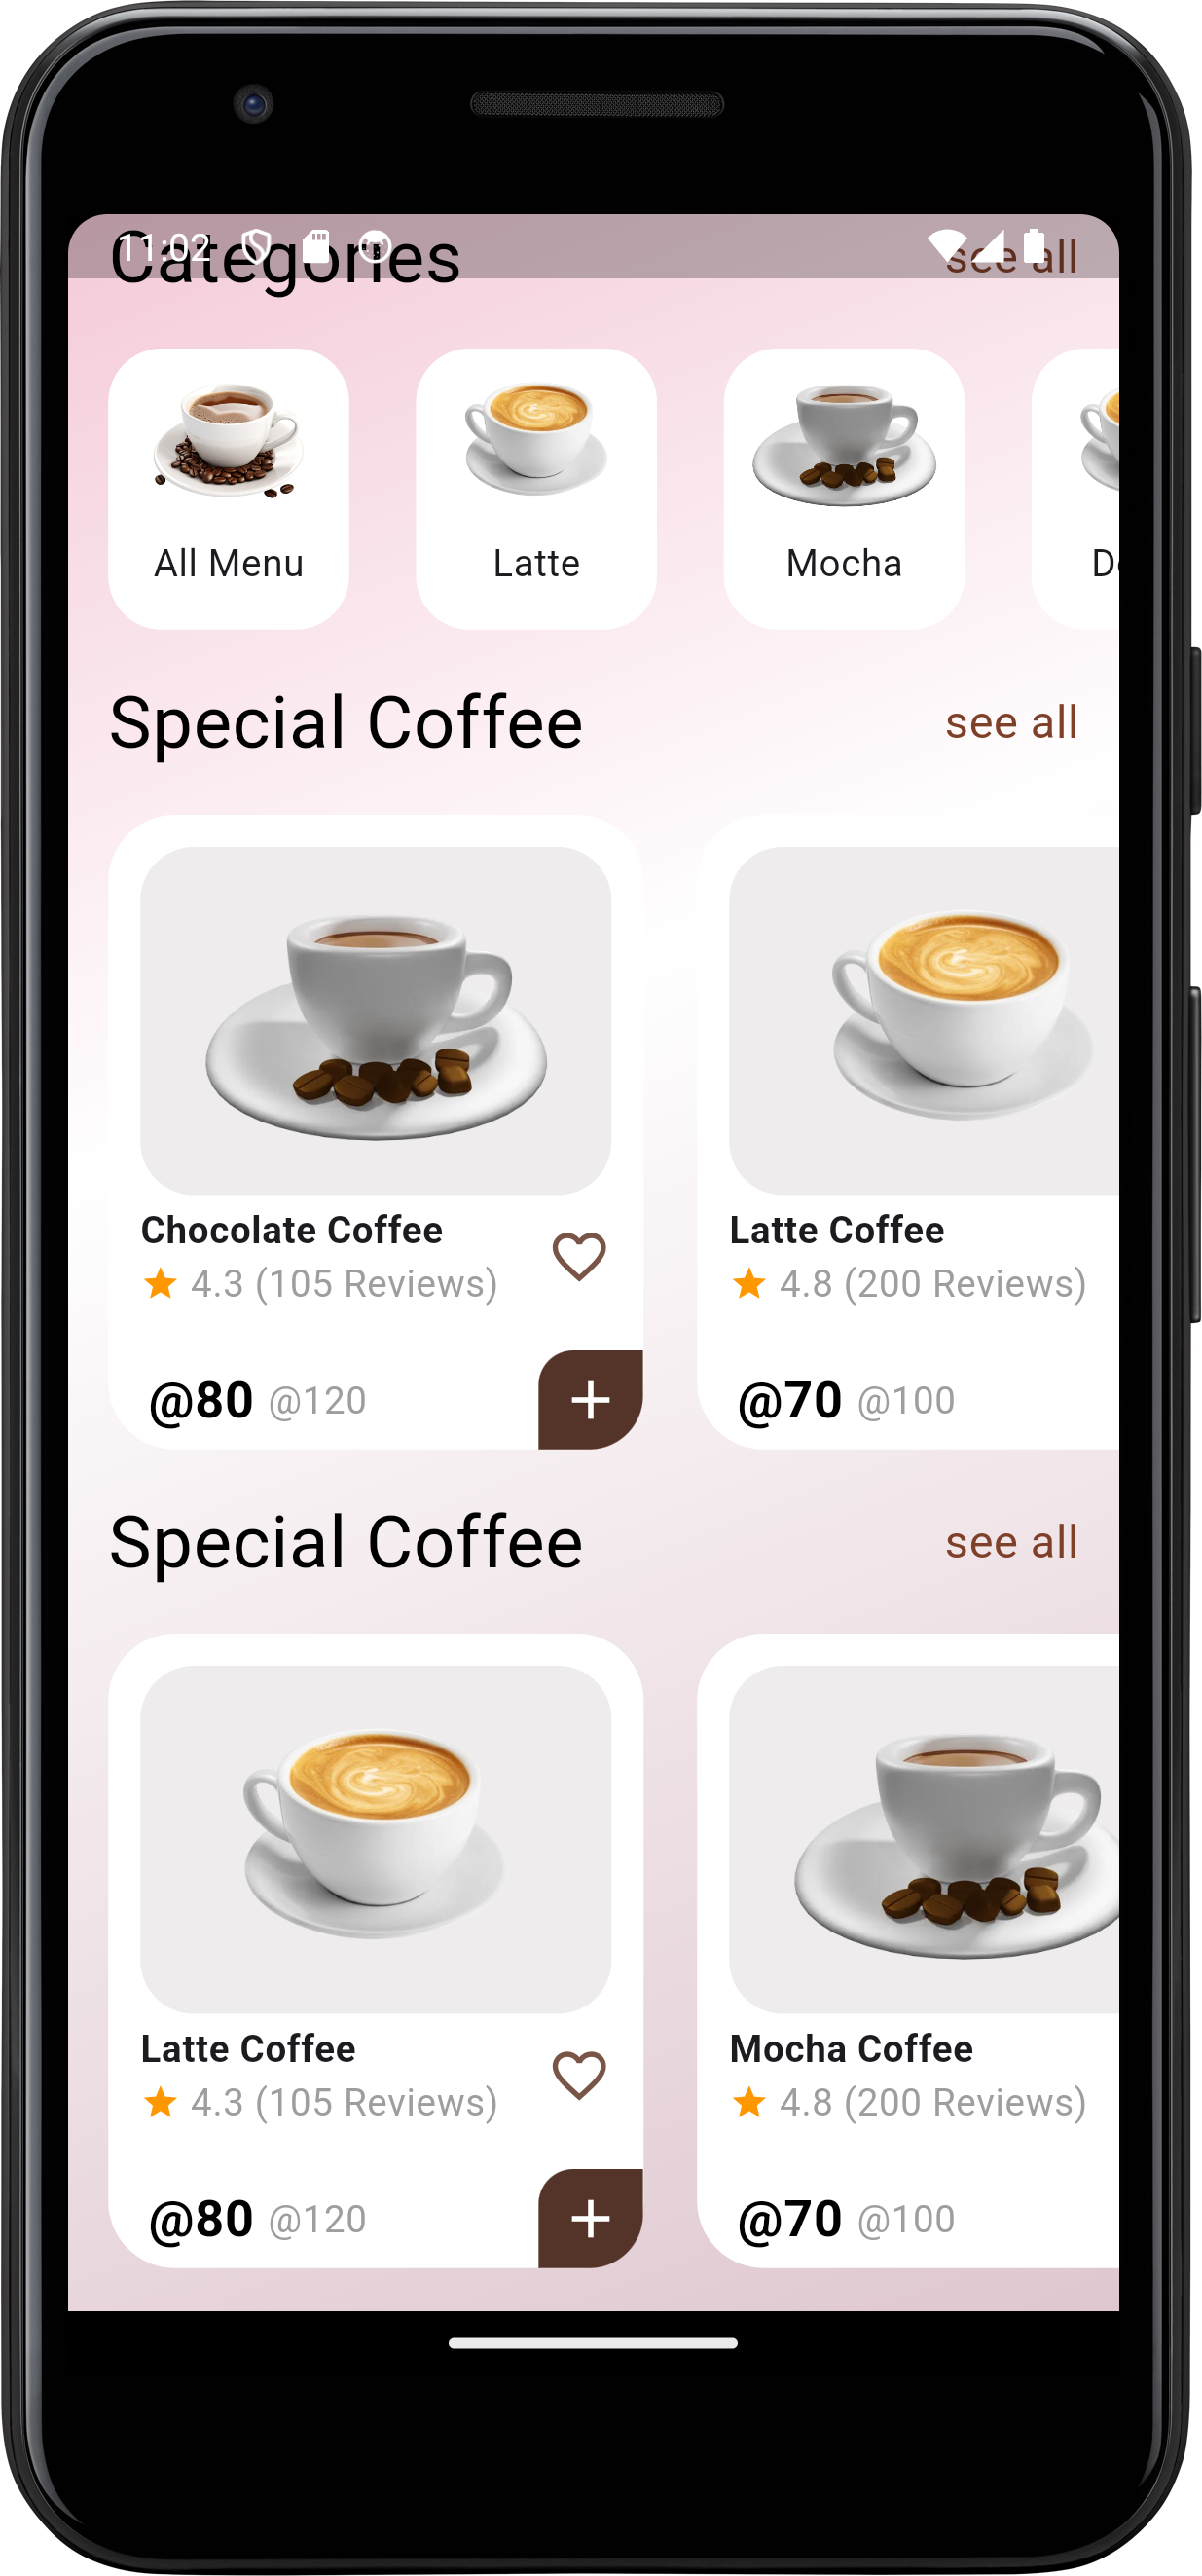 11:02
Categories see all
All Menu Latte Mocha
Special Coffee see all
Chocolate Coffee Latte Coffee
4.3 (105 Reviews) 4.8 (200 Reviews)
@80 @120 + @70 @100
Special Coffee see all
Latte Coffee Mocha Coffee
4.3 (105 Reviews) 4.8 (200 Reviews)
@80 @120 + @70 @100